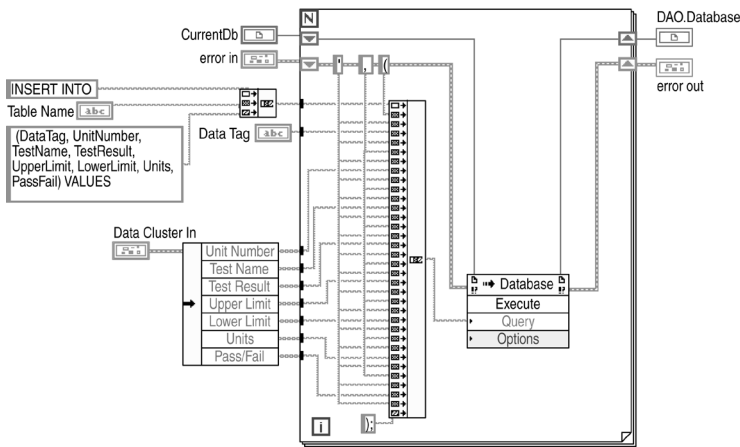 N
DAO.Database
CurrentDb
error in
error out
' , (
INSERT INTO
Table Name abc
Data Tag abc
(DataTag, UnitNumber,
TestName, TestResult,
UpperLimit, LowerLimit, Units,
PassFail) VALUES
Data Cluster In
Unit Number
Test Name
Test Result
Upper Limit
Lower Limit
Units
Pass/Fail
Database
Execute
Query
Options
i
);